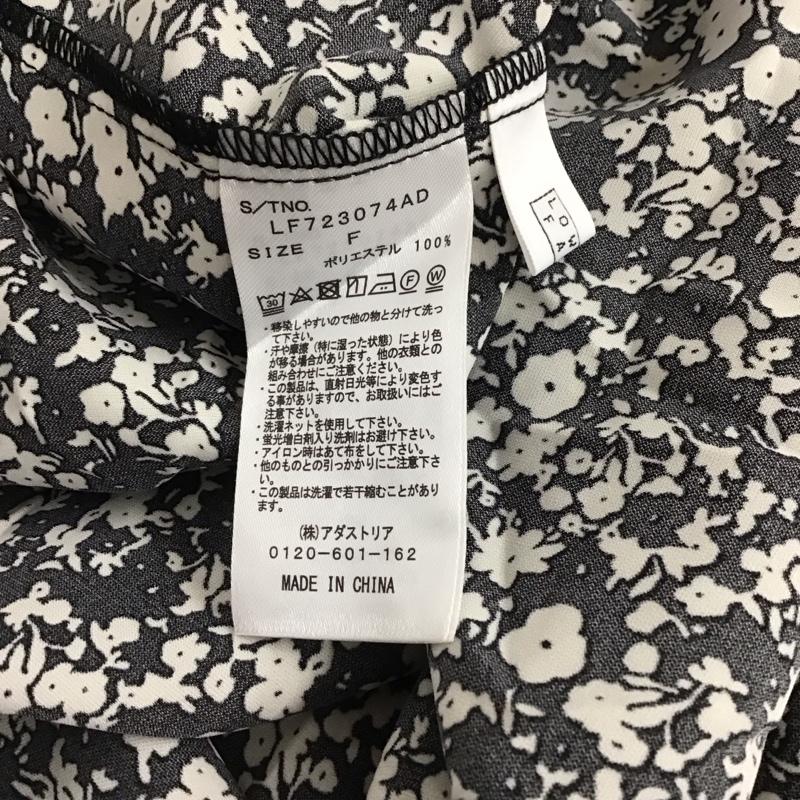 S/TNO.
LF723074AD
SIZE F
ポリエステル 100%
30 F W
・移染しやすいので他の物と分けて洗っ
て下さい。
・汗や摩擦（特に湿った状態）により色
が移る場合があります。他の衣類との
組み合わせにご注意ください。
・この製品は、直射日光等により変色す
る事がありますので、お取扱いにはご
注意下さい。
・洗濯ネットを使用して下さい。
・蛍光増白剤入り洗剤はお避け下さい。
・アイロン時はあて布をして下さい。
・他のものとの引っかかりにご注意下さ
い。
・この製品は洗濯で若干縮むことがあり
ます。
（株）アダストリア
0120-601-162
MADE IN CHINA